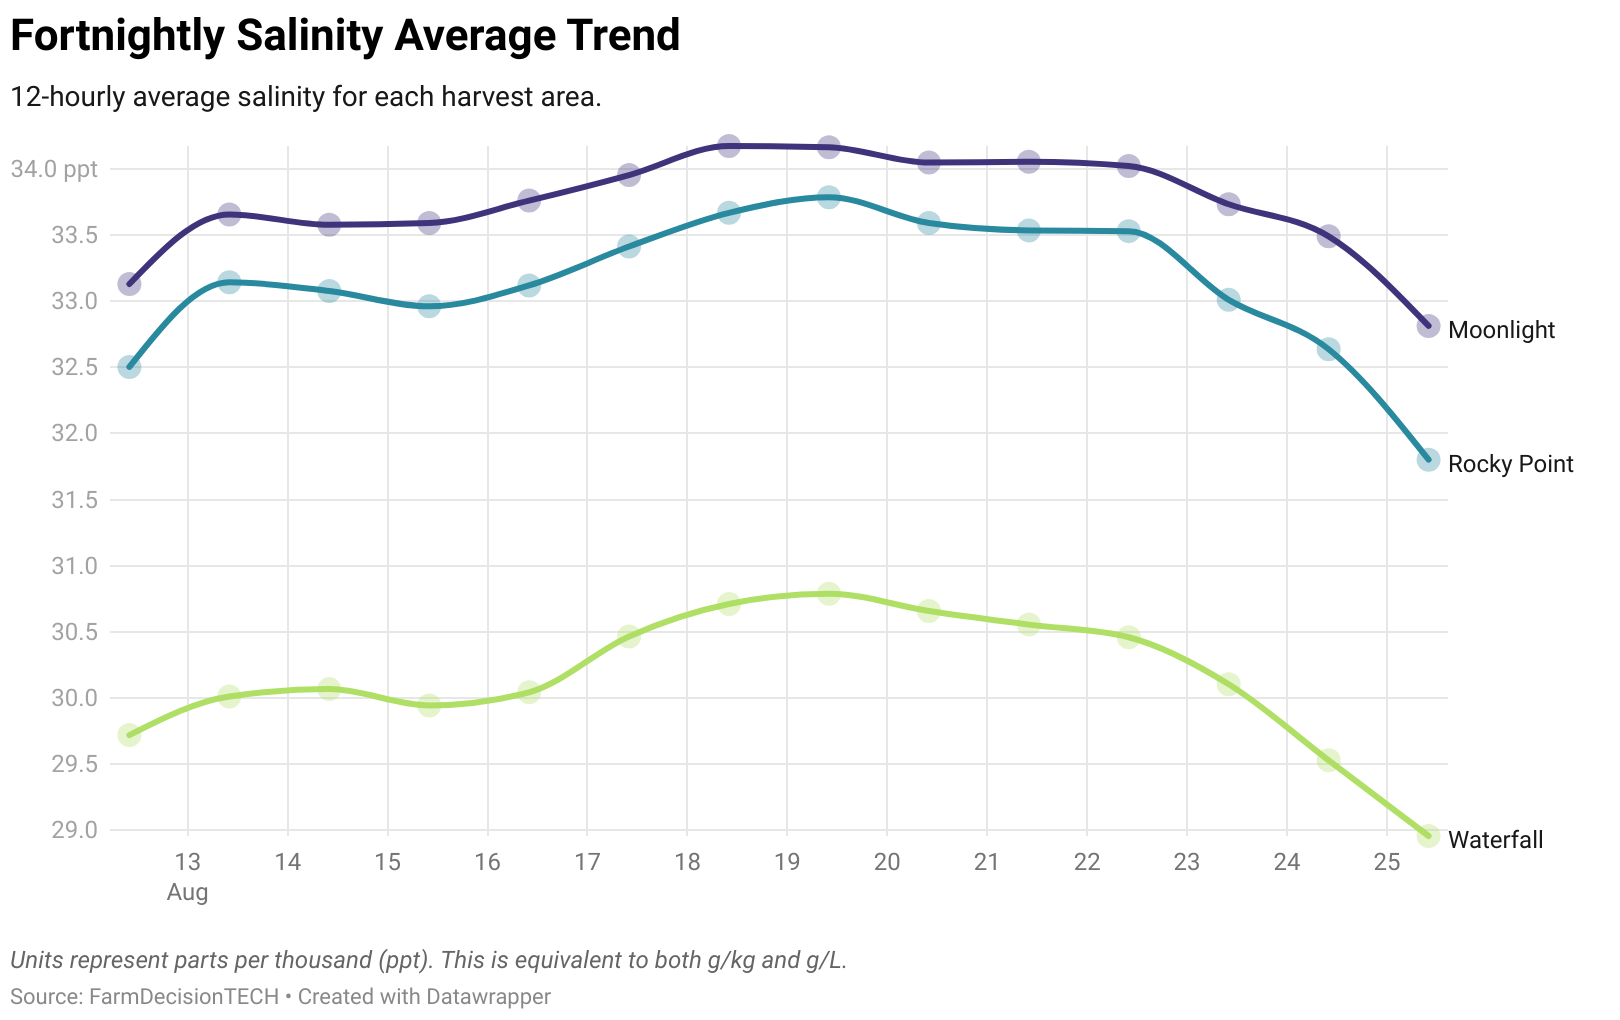 Fortnightly Salinity Average Trend
12-hourly average salinity for each harvest area.
34.0 ppt
33.5
33.0
Moonlight
32.5
32.0
Rocky Point
31.5
31.0
30.5
30.0
29.5
29.0
Waterfall
13 14 15 16 17 18 19 20 21 22 23 24 25
Aug
Units represent parts per thousand (ppt). This is equivalent to both g/kg and g/L.
Source: FarmDecisionTECH • Created with Datawrapper